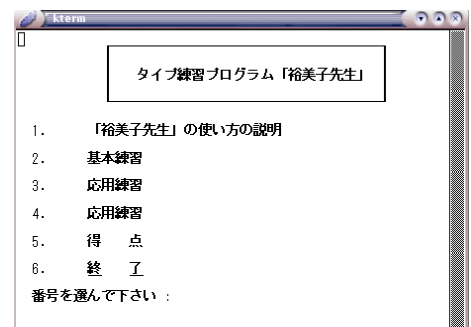 kterm
タイプ練習プログラム「裕美子先生」
1. 「裕美子先生」の使い方の説明
2. 基本練習
3. 応用練習
4. 応用練習
5. 得 点
6. 終 了
番号を選んで下さい :